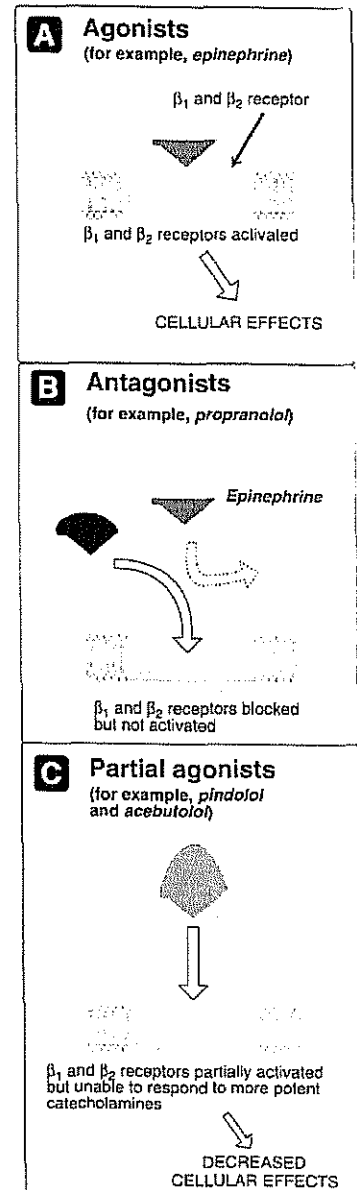 A Agonists
(for example, epinephrine)
β₁ and β₂ receptor
β₁ and β₂ receptors activated
CELLULAR EFFECTS
B Antagonists
(for example, propranolol)
Epinephrine
β₁ and β₂ receptors blocked
but not activated
C Partial agonists
(for example, pindolol
and acebutolol)
β₁ and β₂ receptors partially activated
but unable to respond to more potent
catecholamines
DECREASED
CELLULAR EFFECTS